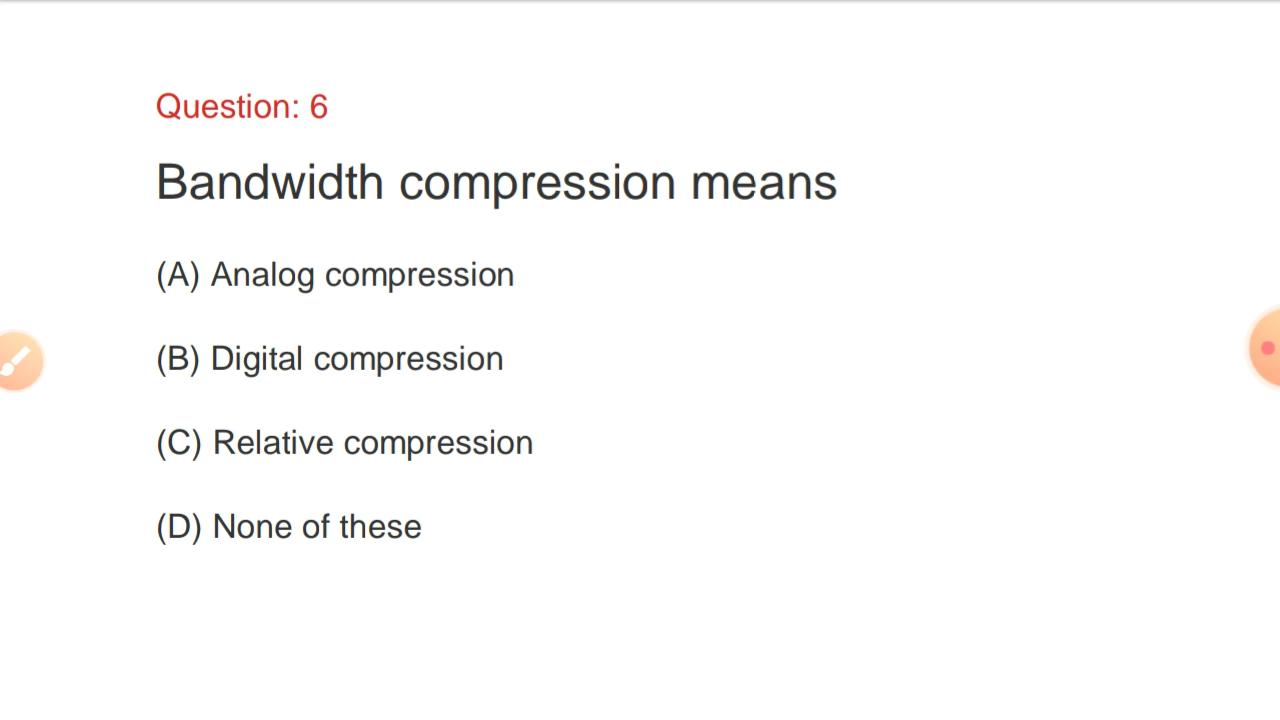 Question: 6
Bandwidth compression means
(A) Analog compression
(B) Digital compression
(C) Relative compression
(D) None of these